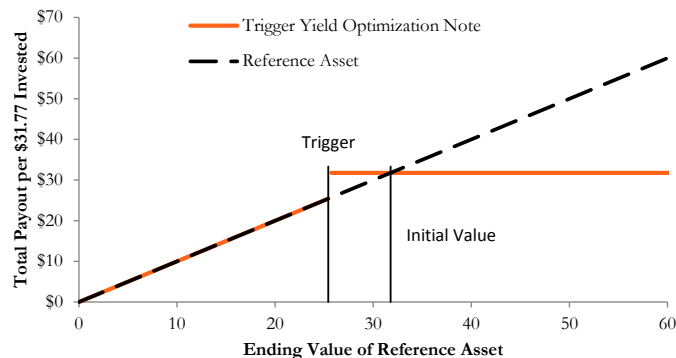 Total Payout per $31.77 Invested
$70
$60
$50
$40
$30
$20
$10
$0
Trigger Yield Optimization Note
Reference Asset
Trigger
Initial Value
0 10 20 30 40 50 60
Ending Value of Reference Asset